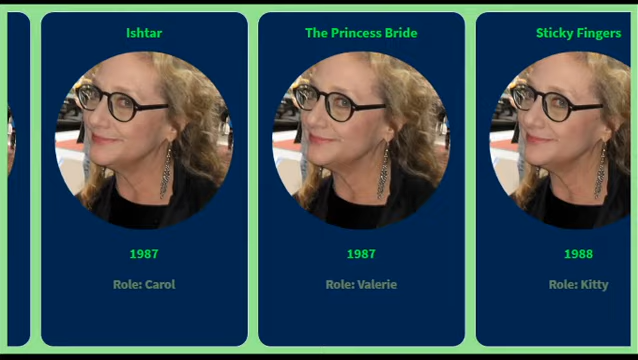 Ishtar
1987
Role: Carol
The Princess Bride
1987
Role: Valerie
Sticky Fingers
1988
Role: Kitty